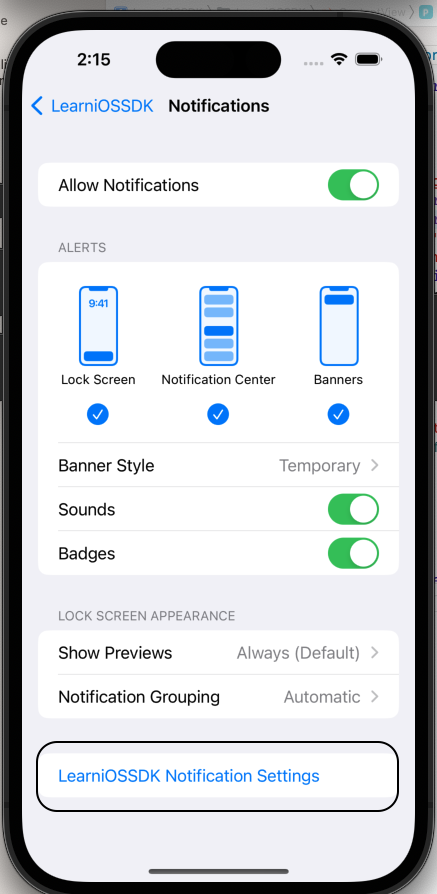 2:15
LearniOSSDK Notifications
Allow Notifications
ALERTS
9:41
Lock Screen Notification Center Banners
Banner Style Temporary
Sounds
Badges
LOCK SCREEN APPEARANCE
Show Previews Always (Default)
Notification Grouping Automatic
LearniOSSDK Notification Settings